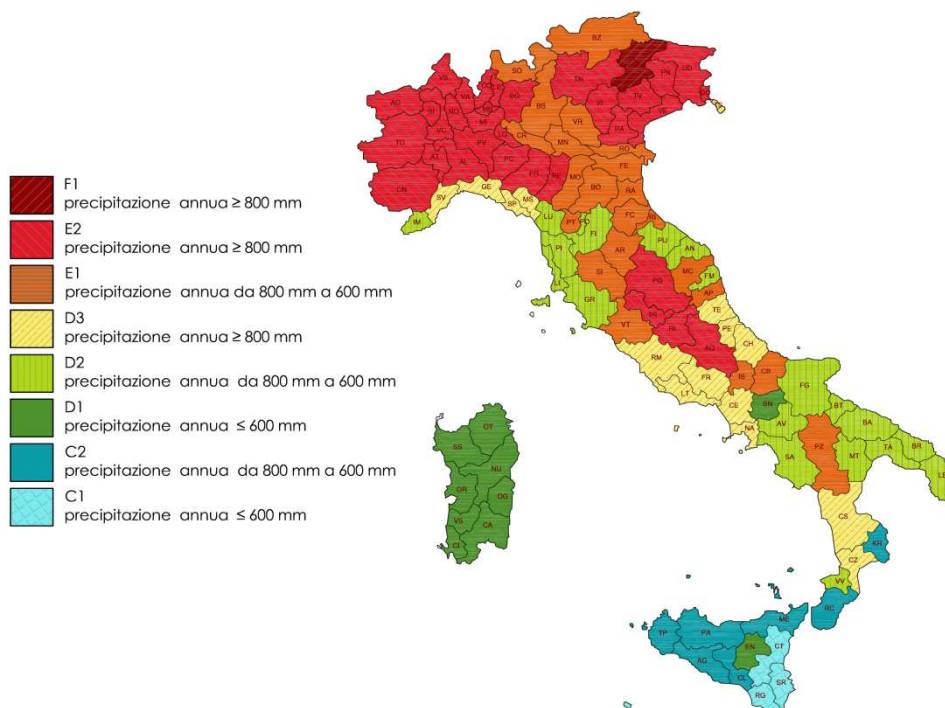 F1
precipitazione annua ≥ 800 mm
E2
precipitazione annua ≥ 800 mm
E1
precipitazione annua da 800 mm a 600 mm
D3
precipitazione annua ≥ 800 mm
D2
precipitazione annua da 800 mm a 600 mm
D1
precipitazione annua ≤ 600 mm
C2
precipitazione annua da 800 mm a 600 mm
C1
precipitazione annua ≤ 600 mm
BZ
SO
TN
UD
PN
VB
VA
BG
BS
VI
TV
VE
AO
BI
NO
MI
VR
PA
TO
VC
PV
LO
CR
MN
RO
AT
AL
PC
PR
RE
MO
FE
CN
BO
RA
SV
GE
SP
MS
FC
RN
IM
LU
PT
PO
FI
PU
AN
PI
AR
MC
FM
LI
SI
PG
AP
GR
TE
VT
TR
RI
PE
CH
AQ
RM
FR
IS
CB
LT
FG
CE
BN
BT
NA
AV
BA
SA
PZ
MT
TA
BR
LE
OT
SS
NU
OR
OG
VS
CA
CI
CS
KR
CZ
VV
RC
ME
TP
PA
EN
CT
AG
CL
SR
RG